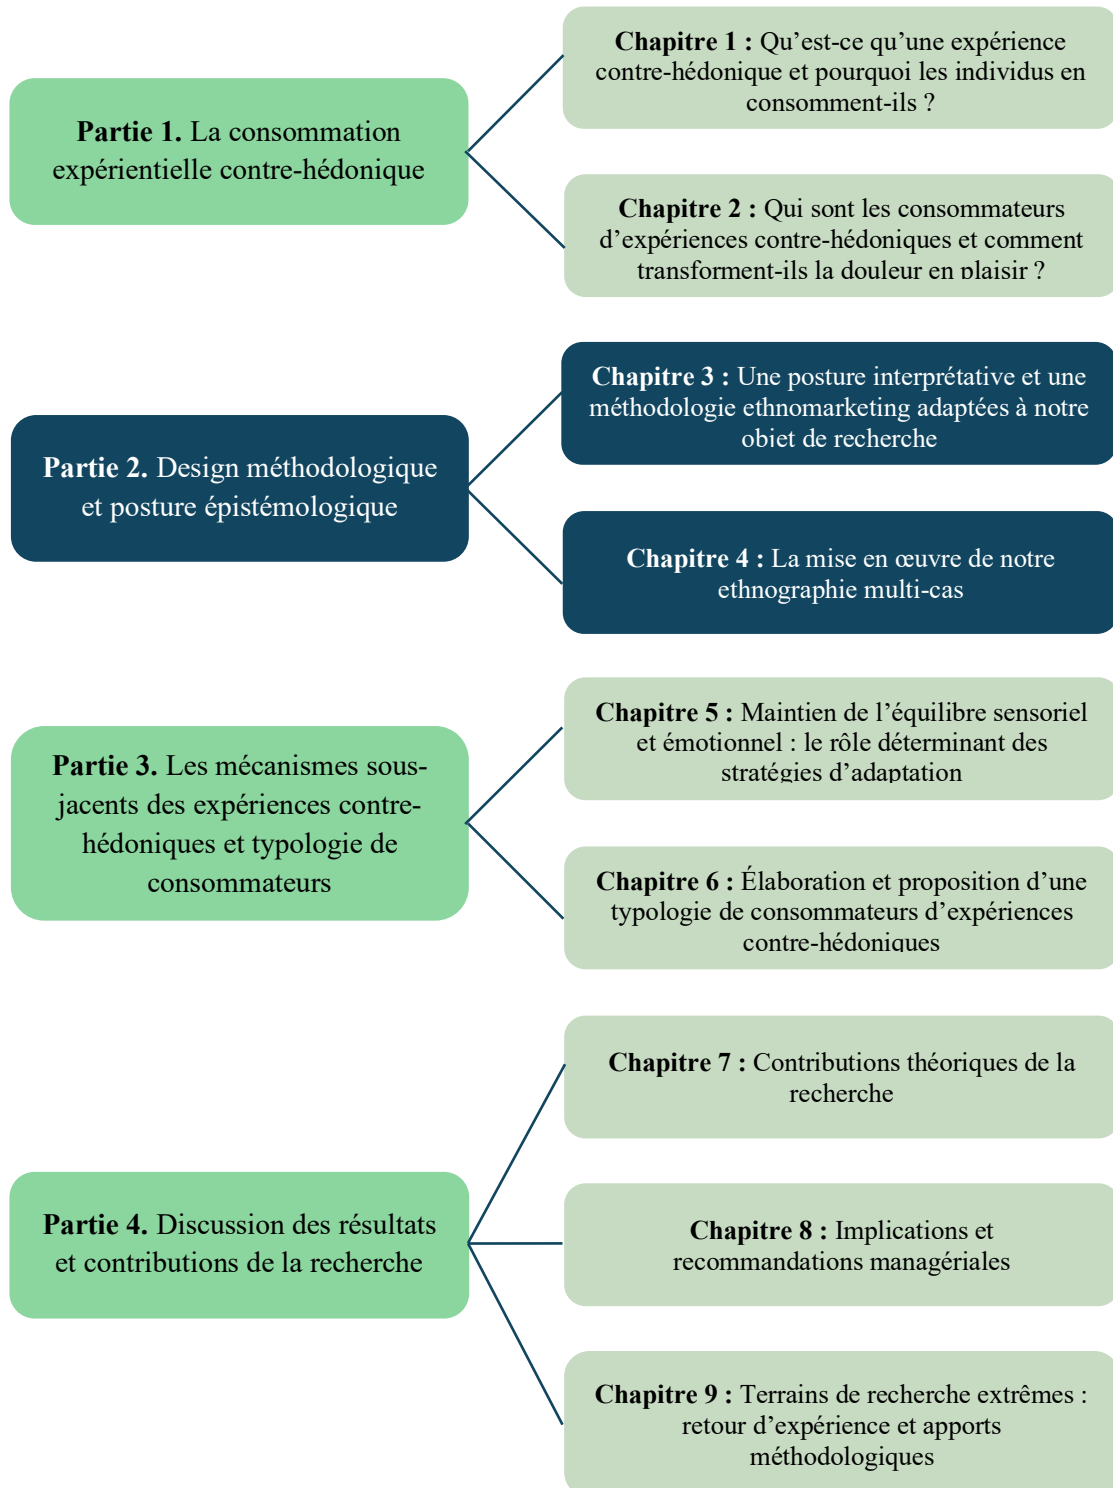 Partie 1. La consommation
expérientielle contre-hédonique
Chapitre 1 : Qu’est-ce qu’une expérience
contre-hédonique et pourquoi les individus en
consomment-ils ?
Chapitre 2 : Qui sont les consommateurs
d’expériences contre-hédoniques et comment
transforment-ils la douleur en plaisir ?
Partie 2. Design méthodologique
et posture épistémologique
Chapitre 3 : Une posture interprétative et une
méthodologie ethnomarketing adaptées à notre
objet de recherche
Chapitre 4 : La mise en œuvre de notre
ethnographie multi-cas
Partie 3. Les mécanismes sous-
jacents des expériences contre-
hédoniques et typologie de
consommateurs
Chapitre 5 : Maintien de l’équilibre sensoriel
et émotionnel : le rôle déterminant des
stratégies d’adaptation
Chapitre 6 : Élaboration et proposition d’une
typologie de consommateurs d’expériences
contre-hédoniques
Partie 4. Discussion des résultats
et contributions de la recherche
Chapitre 7 : Contributions théoriques de la
recherche
Chapitre 8 : Implications et
recommandations managériales
Chapitre 9 : Terrains de recherche extrêmes :
retour d’expérience et apports
méthodologiques